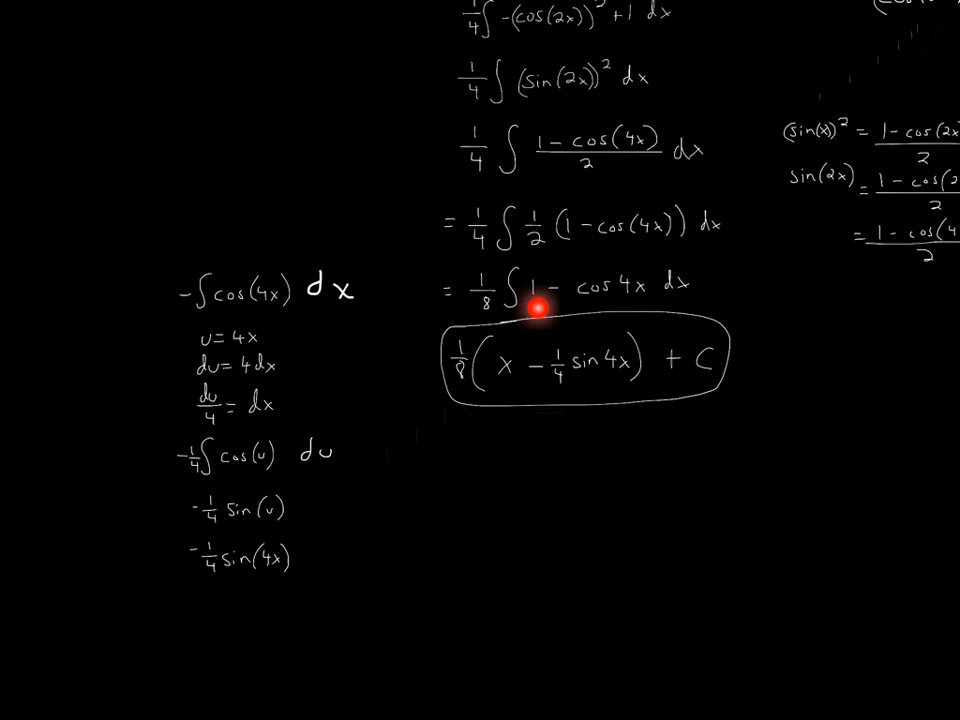 1/4 ∫ -(cos(2x))² + 1 dx
1/4 ∫ (sin(2x))² dx
1/4 ∫ (1 - cos(4x))/2 dx
= 1/4 ∫ 1/2 (1 - cos(4x)) dx
= 1/8 ∫ 1 - cos 4x dx
1/8 (x - 1/4 sin 4x) + C
(sin(x))² = (1 - cos(2x)/2
sin(2x) = (1 - cos(2)/2
= (1 - cos(4)/2
-∫ cos(4x) dx
u = 4x
du = 4dx
du/4 = dx
-1/4 ∫ cos(u) du
-1/4 sin(u)
-1/4 sin(4x)